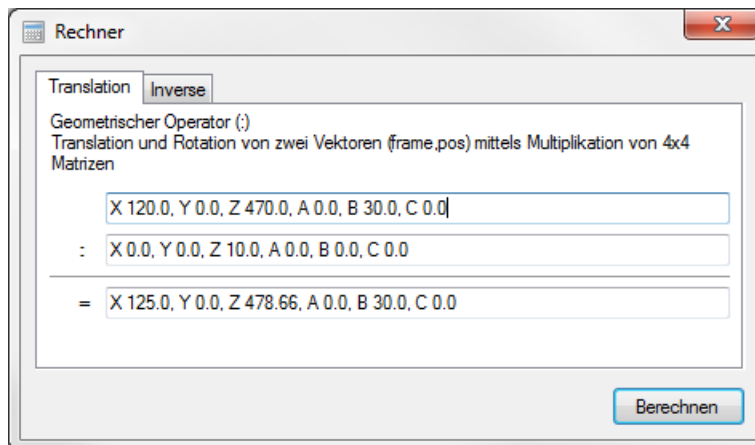 Rechner
Translation Inverse
Geometrischer Operator (:)
Translation und Rotation von zwei Vektoren (frame,pos) mittels Multiplikation von 4x4
Matrizen
X 120.0, Y 0.0, Z 470.0, A 0.0, B 30.0, C 0.0
: X 0.0, Y 0.0, Z 10.0, A 0.0, B 0.0, C 0.0
= X 125.0, Y 0.0, Z 478.66, A 0.0, B 30.0, C 0.0
Berechnen